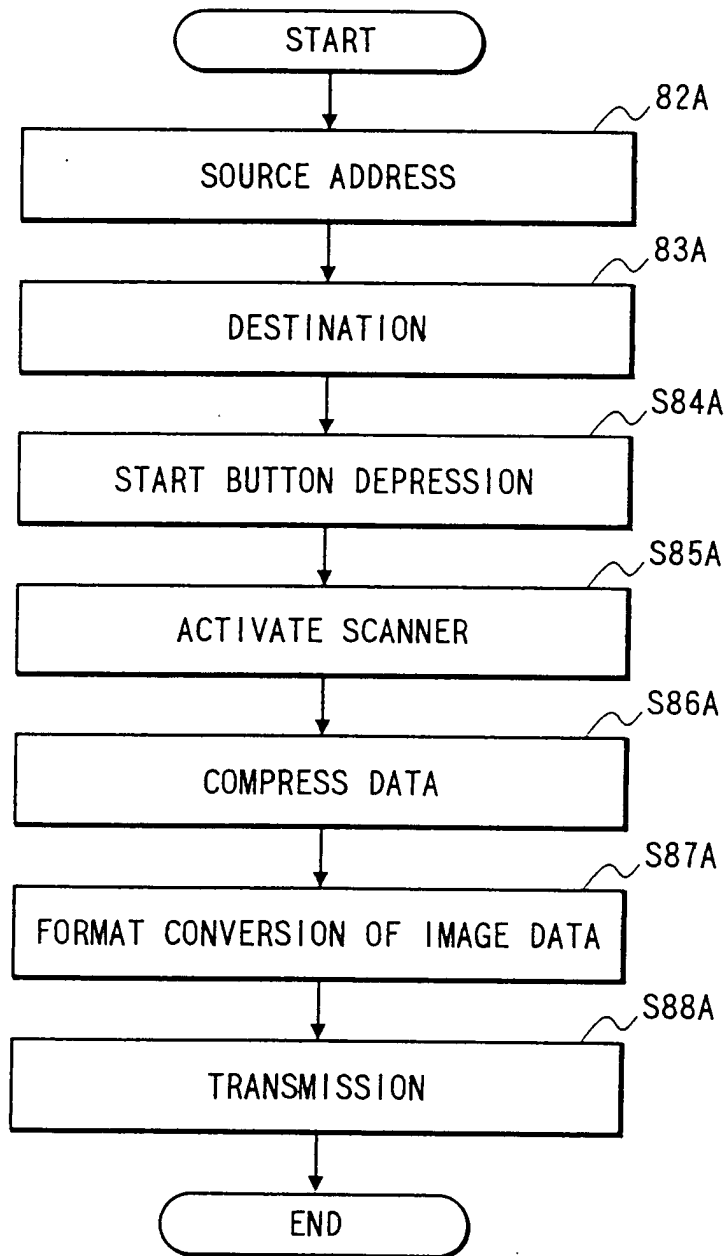 START
82A
SOURCE ADDRESS
83A
DESTINATION
S84A
START BUTTON DEPRESSION
S85A
ACTIVATE SCANNER
S86A
COMPRESS DATA
S87A
FORMAT CONVERSION OF IMAGE DATA
S88A
TRANSMISSION
END